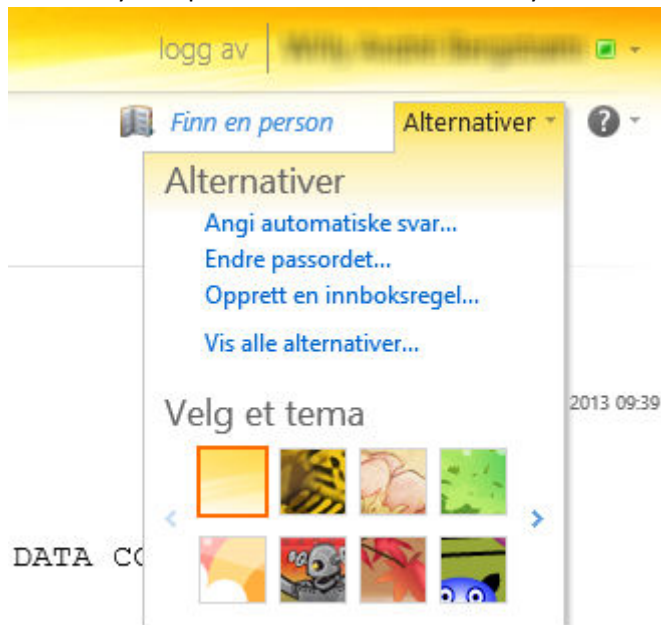 logg av
Finn en person Alternativer
Alternativer
Angi automatiske svar...
Endre passordet...
Opprett en innboksregel...
Vis alle alternativer...
Velg et tema
2013 09:39
DATA